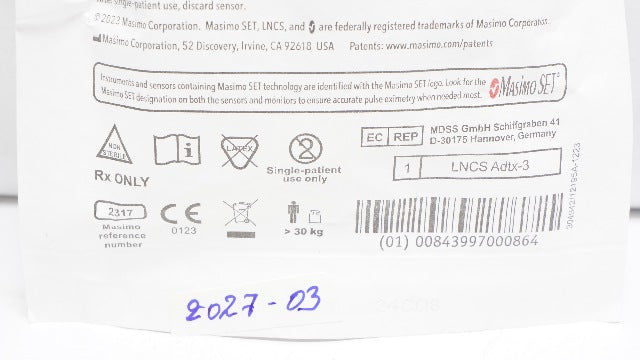 single-patient use, discard sensor.
©2023 Masimo Corporation. Masimo SET, LNCS, and are federally registered trademarks of Masimo Corporation.
Masimo Corporation, 52 Discovery, Irvine, CA 92618 USA Patents: www.masimo.com/patents
Instruments and sensors containing Masimo SET technology are identified with the Masimo SET logo. Look for the Masimo SET®
Masimo SET designation on both the sensors and monitors to ensure accurate pulse oximetry when needed most.
NON STERILE
LATEX
2
Rx ONLY
Single-patient
use only
EC REP
MDSS GmbH Schiffgraben 41
D-30175 Hannover, Germany
1 LNCS Adtx-3
2317
Masimo
reference
number
CE
0123
> 30 kg
(01) 00843997000864
2027-03